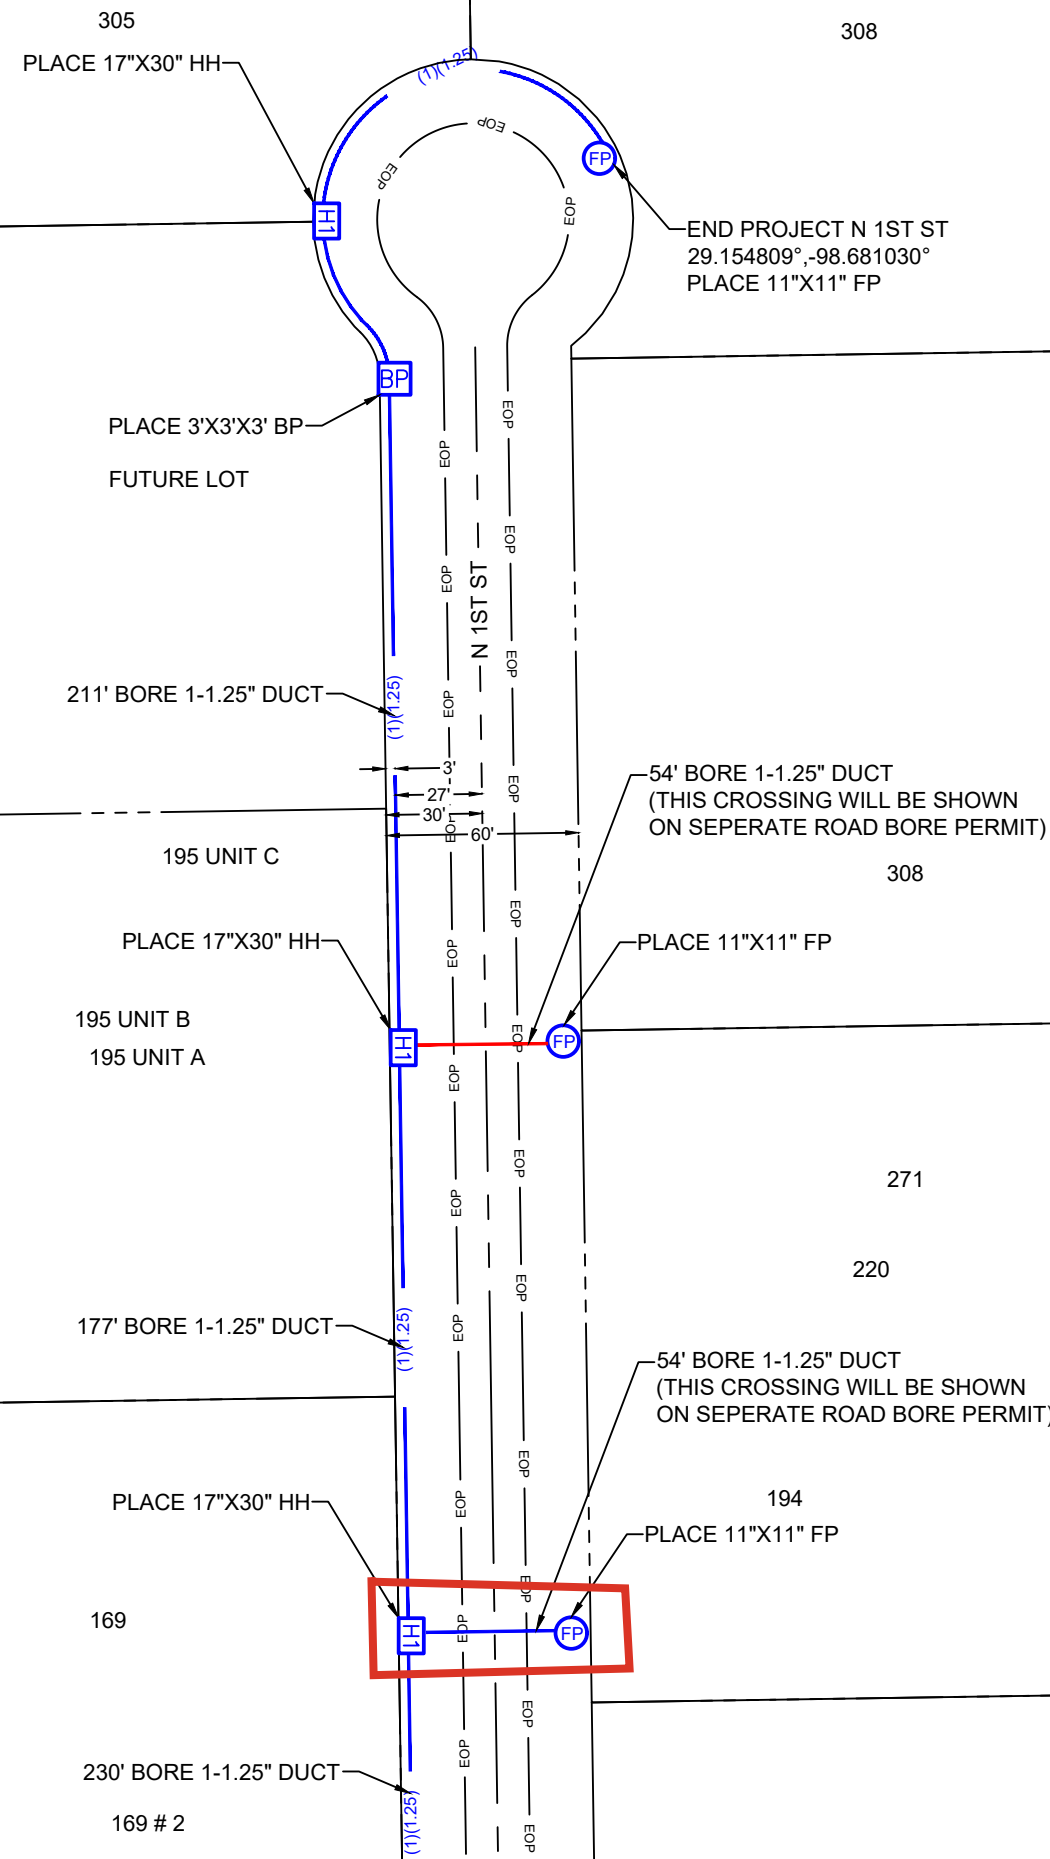 305
308
PLACE 17"X30" HH
(1)(1.25)
EOP
EOP
FP
EOP
H1
END PROJECT N 1ST ST
29.154809°,-98.681030°
PLACE 11"X11" FP
BP
PLACE 3'X3'X3' BP
EOP
EOP
FUTURE LOT
EOP
EOP
N 1ST ST
EOP
211' BORE 1-1.25" DUCT
(1)(1.25)
EOP
3'
54' BORE 1-1.25" DUCT
(THIS CROSSING WILL BE SHOWN
ON SEPERATE ROAD BORE PERMIT)
27'
EOP
30'
EOP
60'
195 UNIT C
308
EOP
PLACE 17"X30" HH
EOP
PLACE 11"X11" FP
195 UNIT B
195 UNIT A
H1
EOP
FP
EOP
EOP
271
EOP
220
EOP
177' BORE 1-1.25" DUCT
(1)(1.25)
EOP
54' BORE 1-1.25" DUCT
(THIS CROSSING WILL BE SHOWN
ON SEPERATE ROAD BORE PERMIT)
EOP
PLACE 17"X30" HH
EOP
194
PLACE 11"X11" FP
EOP
169
H1
EOP
FP
EOP
EOP
230' BORE 1-1.25" DUCT
(1)(1.25)
169 # 2
EOP